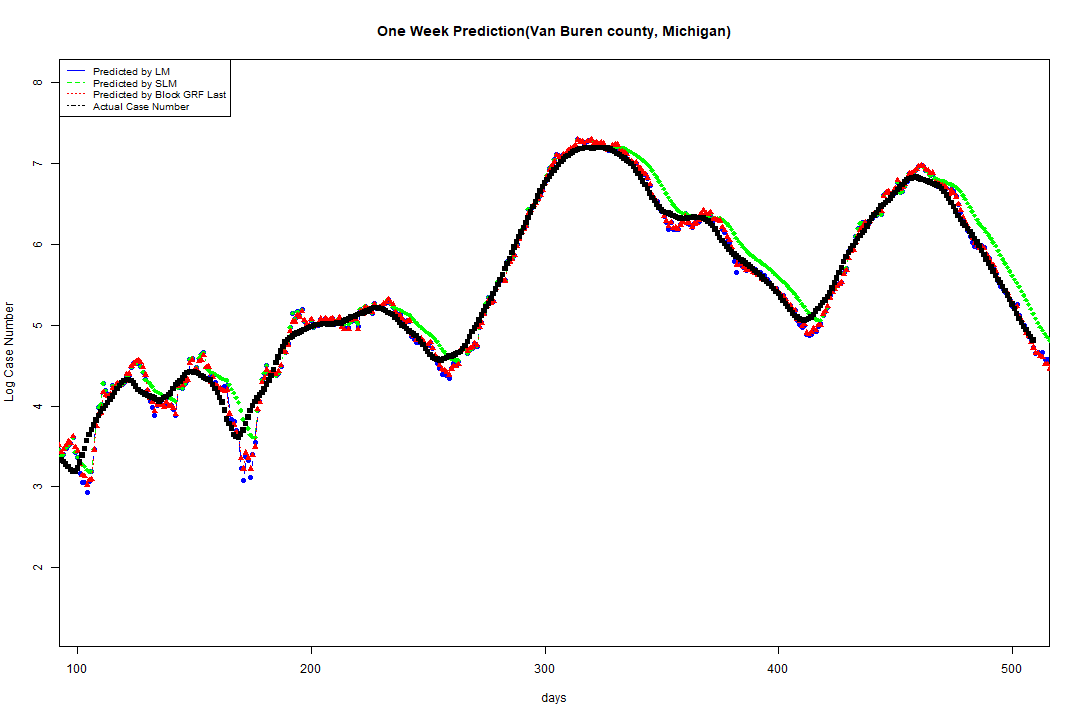 One Week Prediction(Van Buren county, Michigan)
Predicted by LM
Predicted by SLM
Predicted by Block GRF Last
Actual Case Number
8
7
6
5
4
3
2
Log Case Number
100 200 300 400 500
days